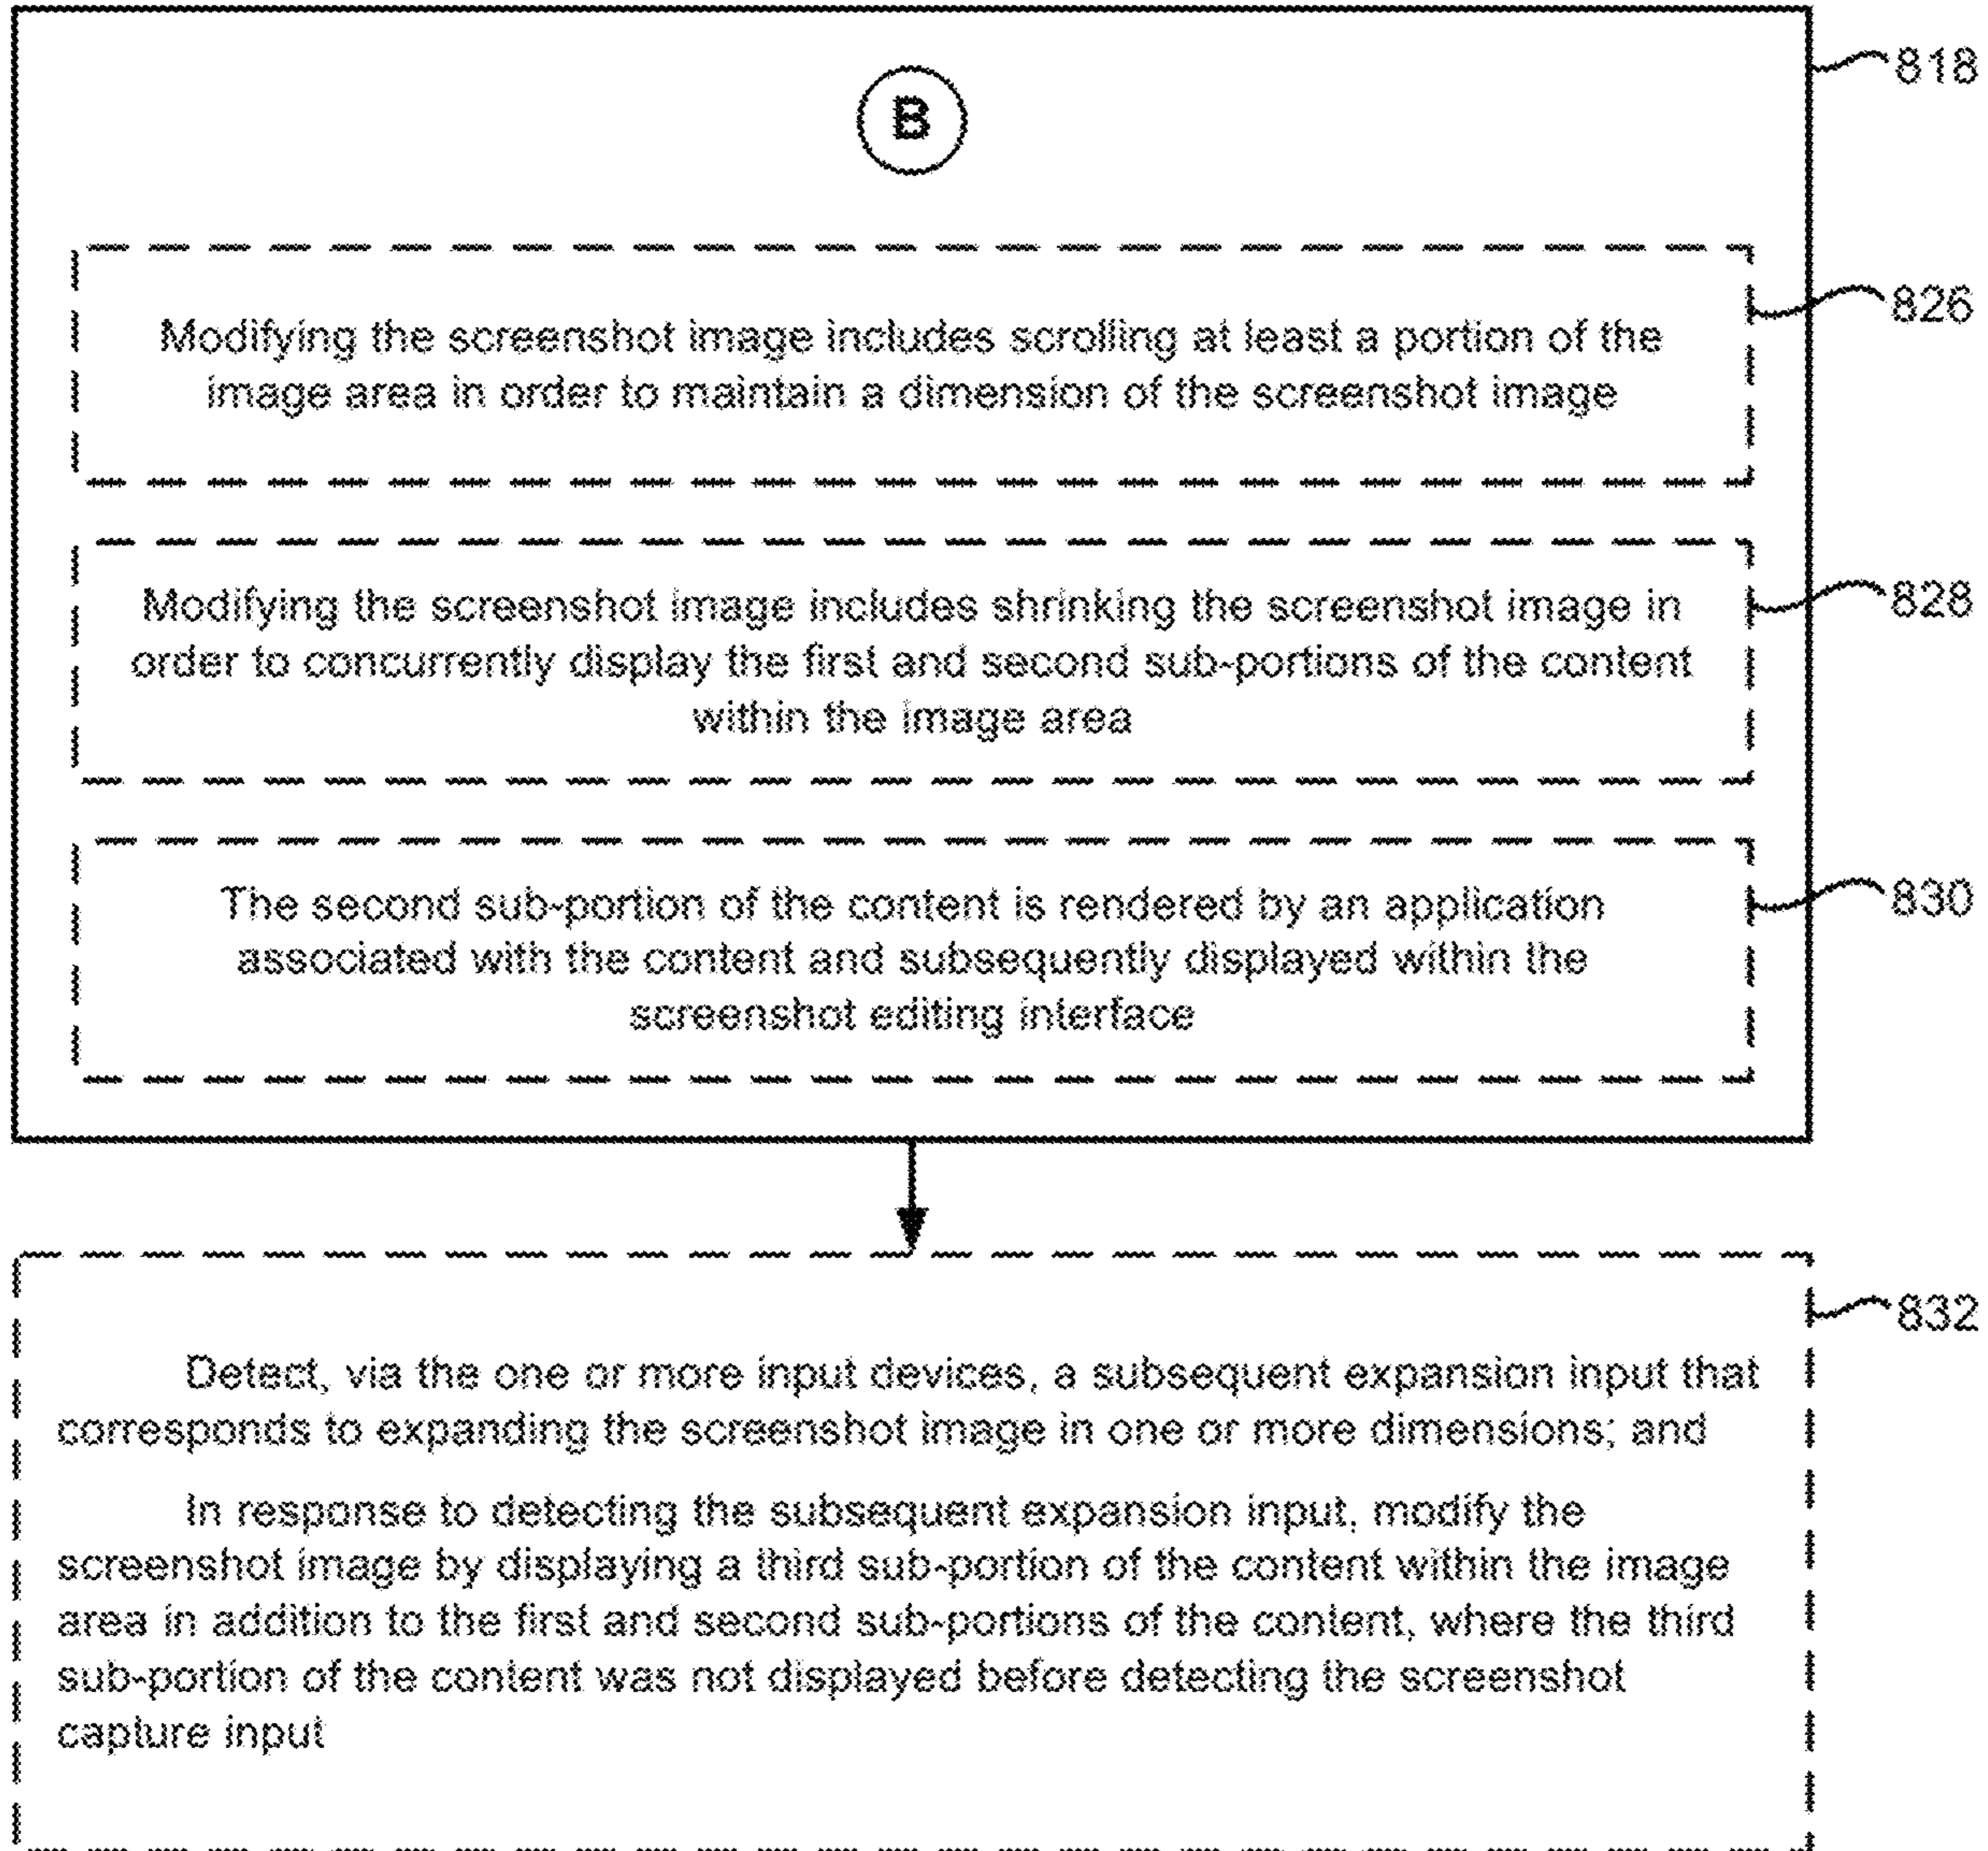 818
B
826
Modifying the screenshot image includes scrolling at least a portion of the
image area in order to maintain a dimension of the screenshot image
828
Modifying the screenshot image includes shrinking the screenshot image in
order to concurrently display the first and second sub-portions of the content
within the image area
830
The second sub-portion of the content is rendered by an application
associated with the content and subsequently displayed within the
screenshot editing interface
832
Detect, via the one or more input devices, a subsequent expansion input that
corresponds to expanding the screenshot image in one or more dimensions; and
In response to detecting the subsequent expansion input, modify the
screenshot image by displaying a third sub-portion of the content within the image
area in addition to the first and second sub-portions of the content, where the third
sub-portion of the content was not displayed before detecting the screenshot
capture input